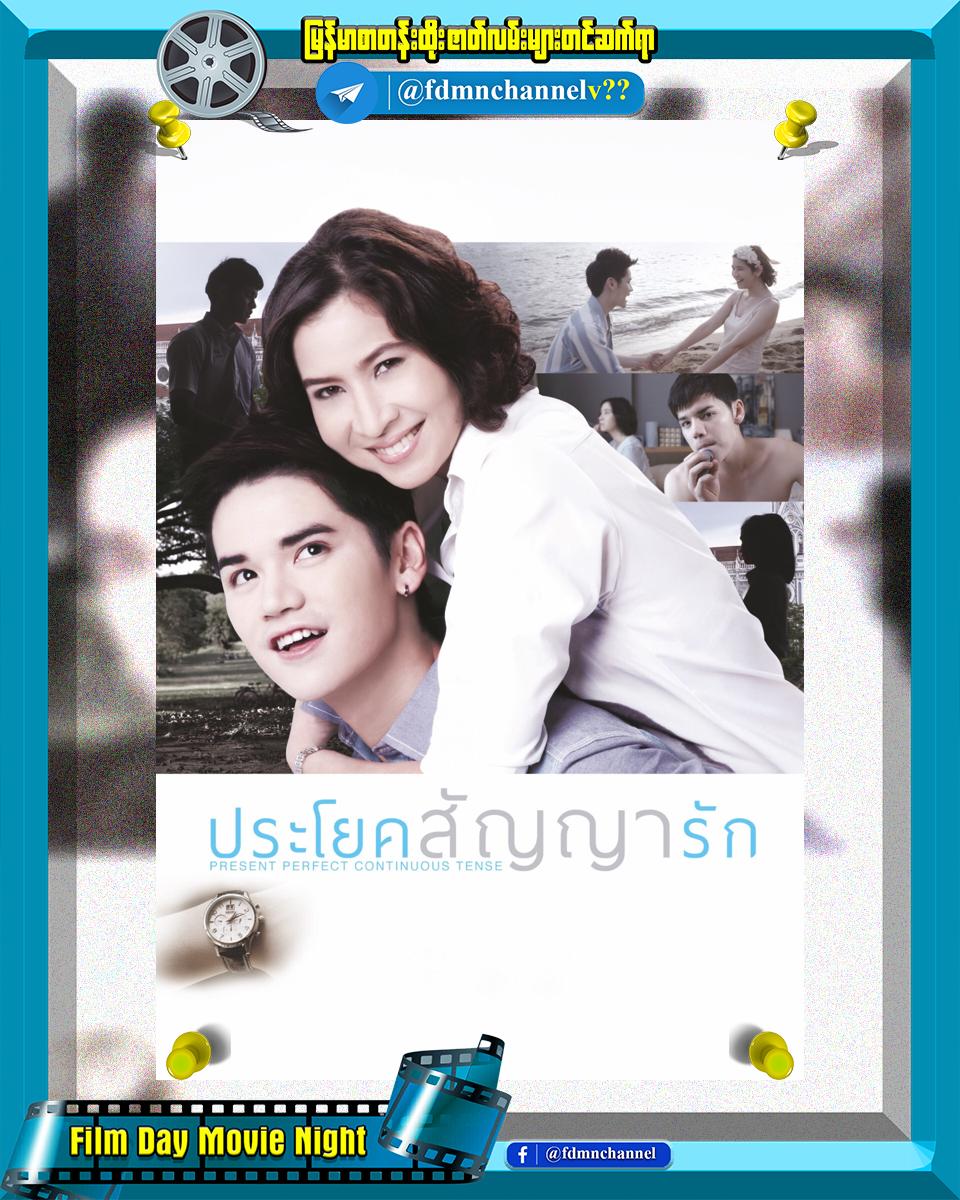 မြန်မာစာတန်းထိုးဇာတ်လမ်းများတင်ဆက်ရာ
@fdmnchannelv??
ประโยคสัญญารัก
PRESENT PERFECT CONTINUOUS TENSE
Film Day Movie Night
@fdmnchannel